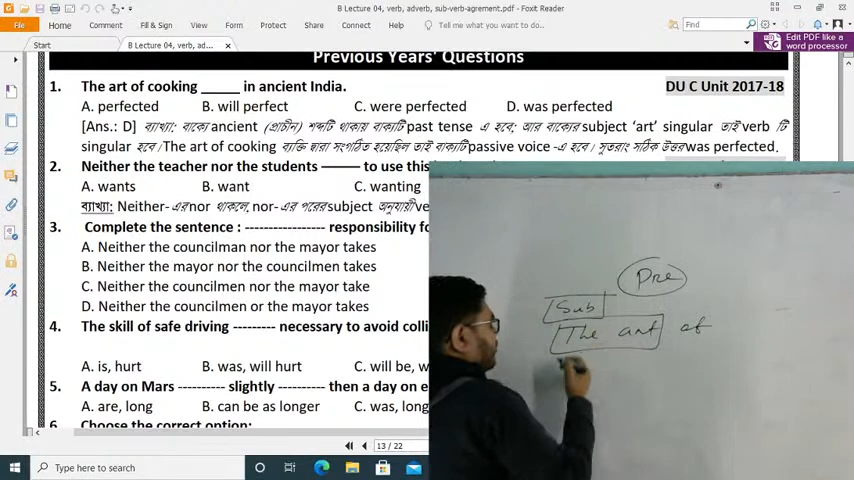 B Lecture 04, verb, adverb, sub-verb-agrement.pdf - Foxit Reader
File Home Comment Fill & Sign View Form Protect Share Help Tell me what you want to do... Find
Start B Lecture 04, verb, adv...
Edit PDF like a
word processor
Previous Years' Questions
1. The art of cooking _____ in ancient India. DU C Unit 2017-18
A. perfected B. will perfect C. were perfected D. was perfected
[Ans.: D] ব্যাখ্যা: বাক্যে ancient (প্রাচীন) শব্দটি থাকায় বাক্যটি past tense এ হবে; আর বাক্যের subject 'art' singular তাই verb টি
singular হবে। The art of cooking ব্যক্তি দ্বারা সংগঠিত হয়েছিল তাই বাক্যটি passive voice -এ হবে। সুতরাং সঠিক উত্তর was perfected.
2. Neither the teacher nor the students ------ to use this
A. wants B. want C. wanting
ব্যাখ্যা: Neither-এর nor থাকলে, nor-এর পরের subject অনুযায়ী ve
3. Complete the sentence : ----------------- responsibility fo
A. Neither the councilman nor the mayor takes
B. Neither the mayor nor the councilmen takes
C. Neither the councilmen nor the mayor take
D. Neither the councilmen or the mayor takes
4. The skill of safe driving --------- necessary to avoid colli
A. is, hurt B. was, will hurt C. will be, w
5. A day on Mars ---------- slightly ---------- then a day on e
A. are, long B. can be as longer C. was, long
6. Choose the correct option:
Pre
Sub
The art of
13 / 22
Type here to search